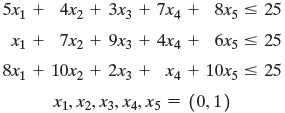 5x₁ + 4x₂ + 3x₃ + 7x₄ + 8x₅ ≤ 25
x₁ + 7x₂ + 9x₃ + 4x₄ + 6x₅ ≤ 25
8x₁ + 10x₂ + 2x₃ + x₄ + 10x₅ ≤ 25
x₁, x₂, x₃, x₄, x₅ = (0, 1)